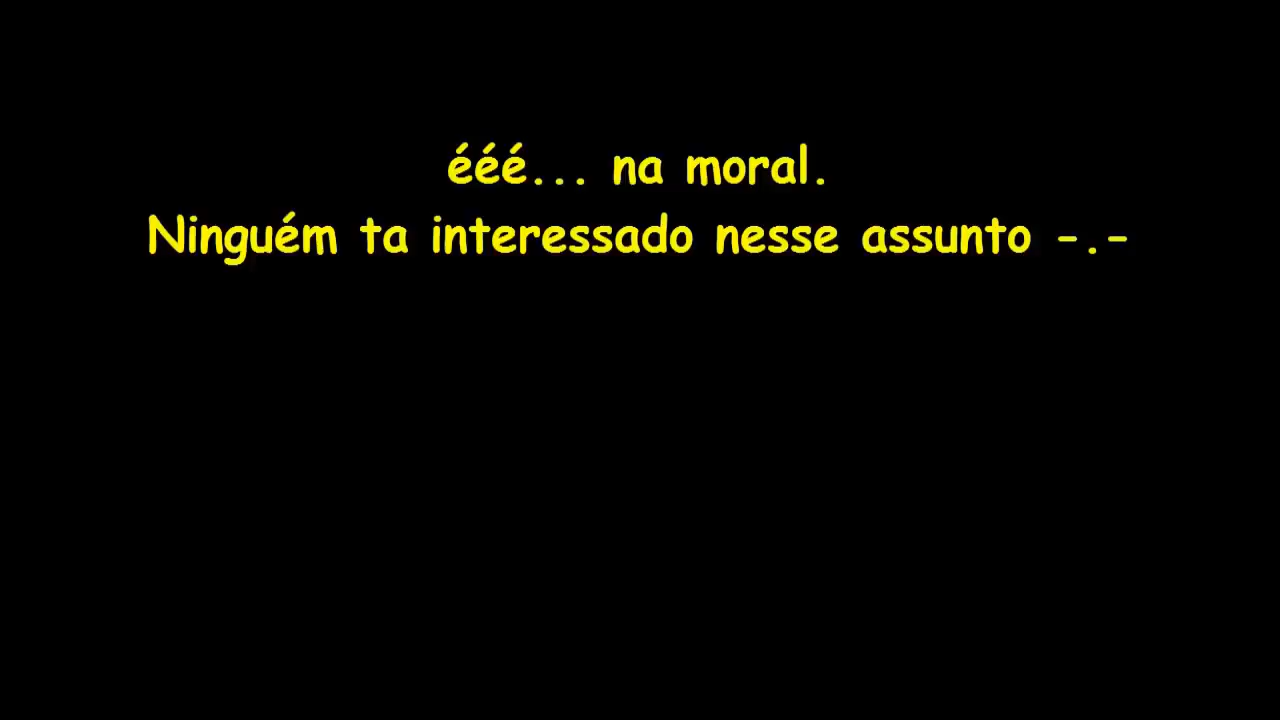 ééé... na moral.
Ninguém ta interessado nesse assunto -.-